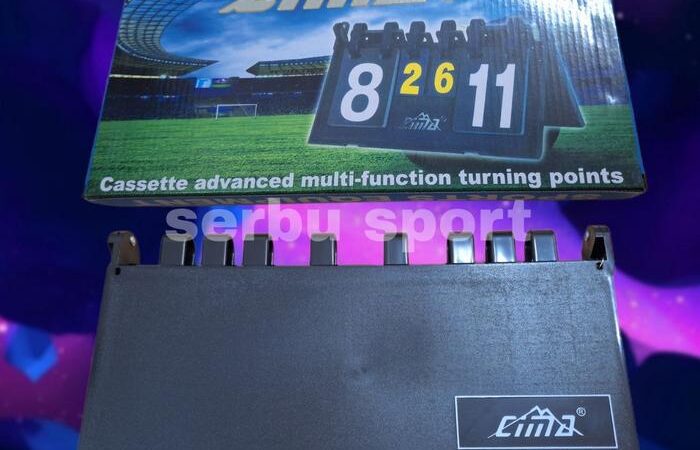 8 2 6 11
cima
Cassette advanced multi-function turning points
serbu sport
cima®